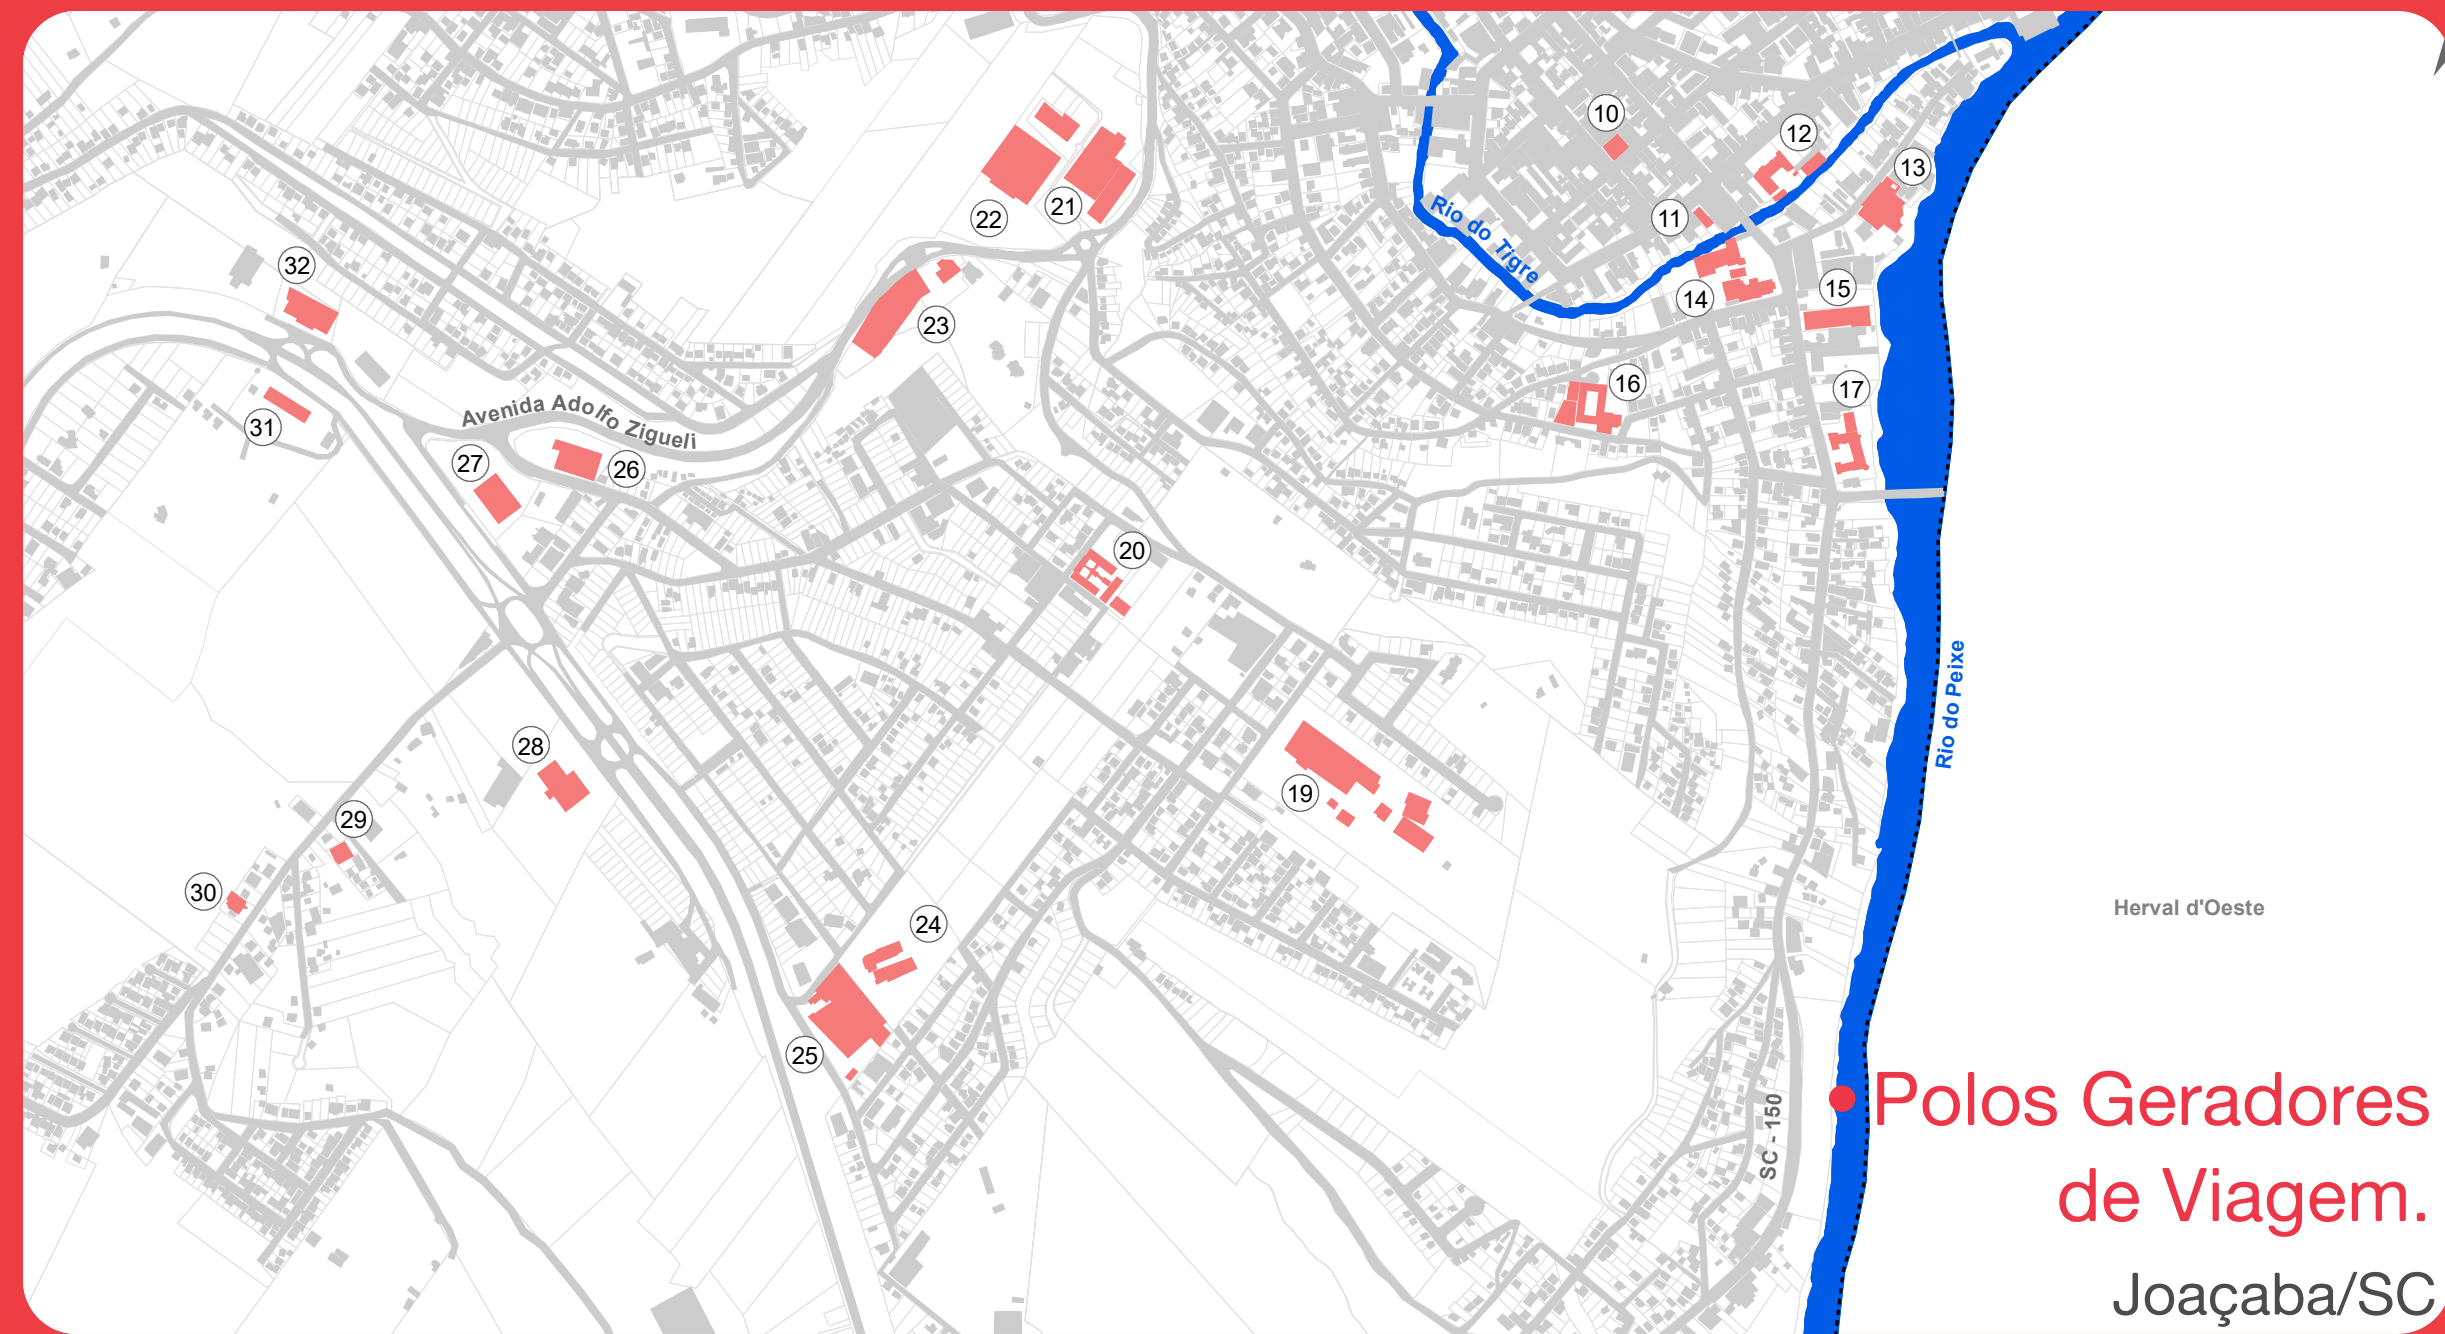 10
12
13
11
22
21
Rio do Tigre
32
14
15
23
16
17
Avenida Adolfo Zigueli
31
27
26
20
Rio do Peixe
28
19
29
30
24
Herval d'Oeste
25
SC - 150
Polos Geradores
de Viagem.
Joaçaba/SC